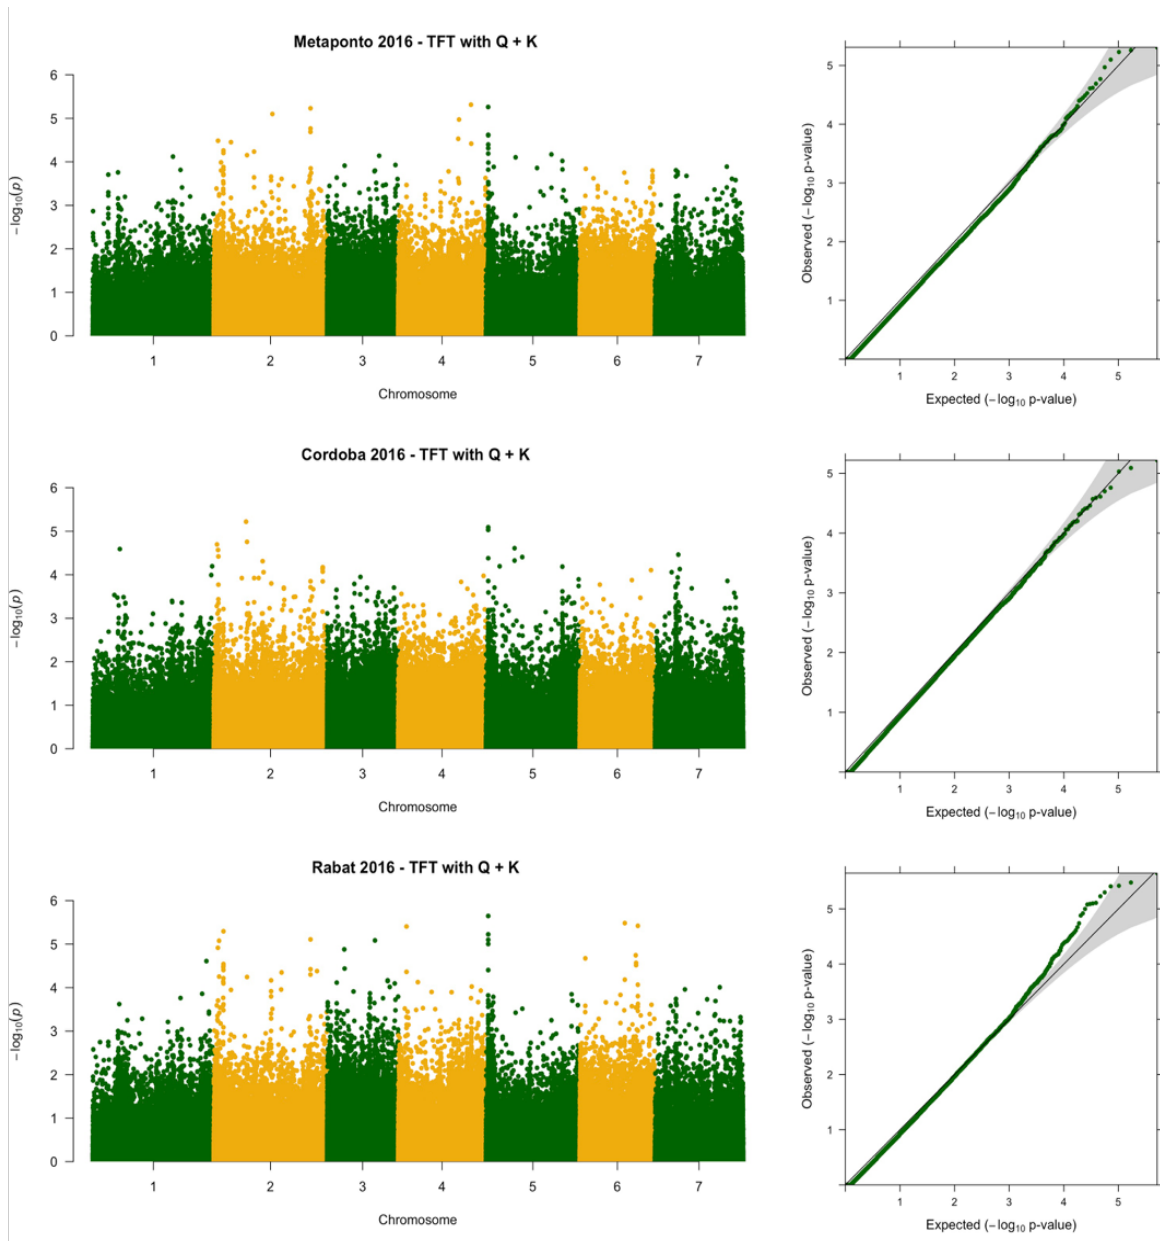 Metaponto 2016 - TFT with Q + K
6
5
4
3
2
1
0
−log10(p)
1 2 3 4 5 6 7
Chromosome
5
4
3
2
1
Observed (−log10 p-value)
1 2 3 4 5
Expected (−log10 p-value)
Cordoba 2016 - TFT with Q + K
6
5
4
3
2
1
0
−log10(p)
1 2 3 4 5 6 7
Chromosome
5
4
3
2
1
Observed (−log10 p-value)
1 2 3 4 5
Expected (−log10 p-value)
Rabat 2016 - TFT with Q + K
6
5
4
3
2
1
0
−log10(p)
1 2 3 4 5 6 7
Chromosome
5
4
3
2
1
Observed (−log10 p-value)
1 2 3 4 5
Expected (−log10 p-value)